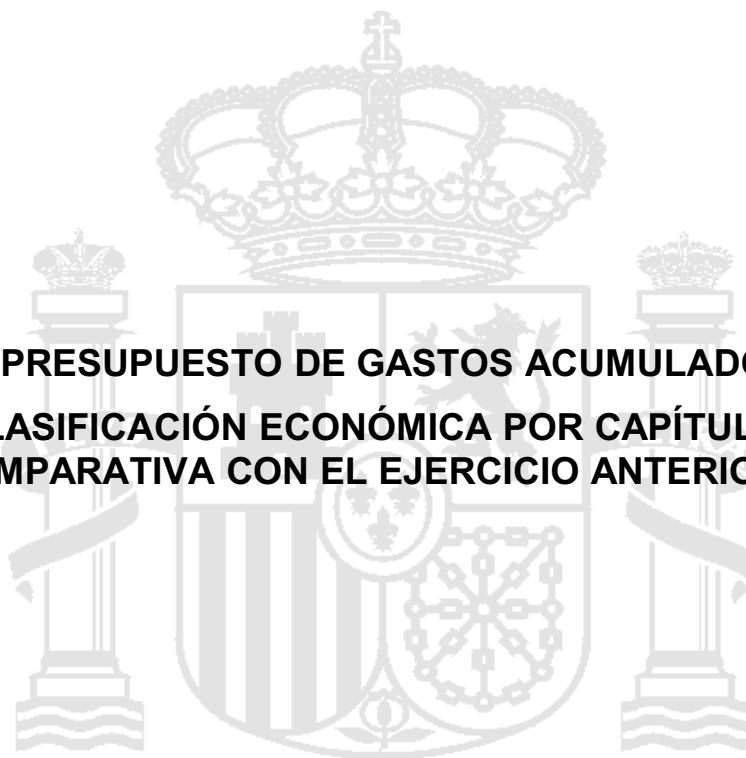 PRESUPUESTO DE GASTOS ACUMULADO
LASIFICACIÓN ECONÓMICA POR CAPÍTUL
MPARATIVA CON EL EJERCICIO ANTERIO